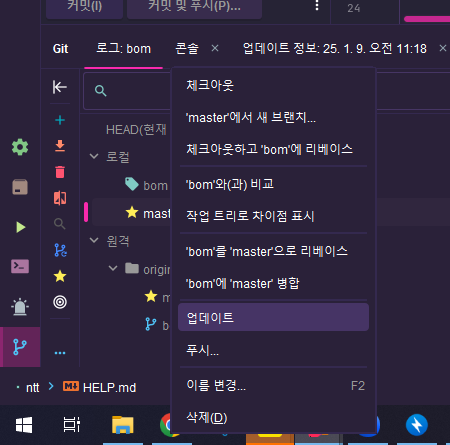 커밋(I)
커밋 및 푸시(P)...
24
Git
로그: bom
콘솔
업데이트 정보: 25. 1. 9. 오전 11:18
체크아웃
'master'에서 새 브랜치...
체크아웃하고 'bom'에 리베이스
'bom'와(과) 비교
작업 트리로 차이점 표시
'bom'를 'master'으로 리베이스
'bom'에 'master' 병합
업데이트
푸시...
이름 변경... F2
삭제(D)
HEAD(현재
로컬
bom
mast
원격
origin
m
b
ntt
HELP.md